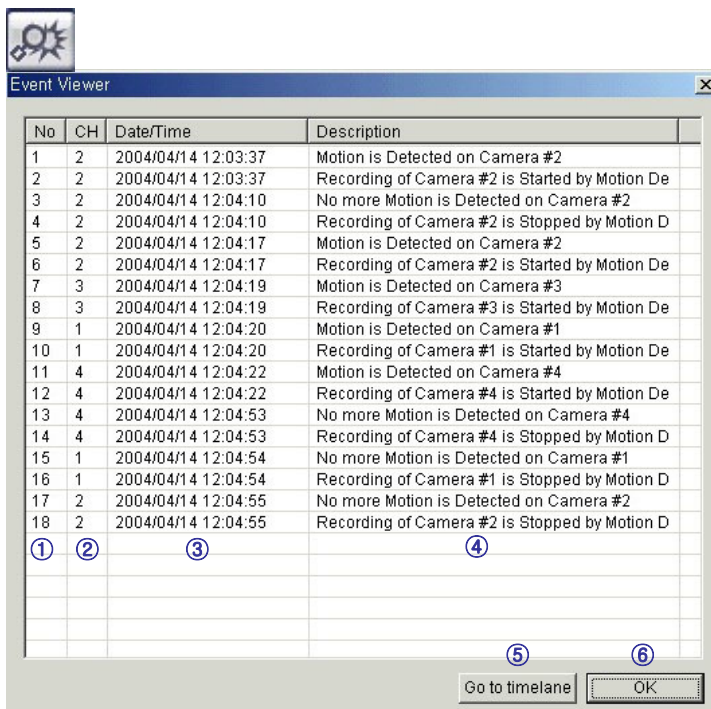 Event Viewer
No CH Date/Time Description
1 2 2004/04/14 12:03:37 Motion is Detected on Camera #2
2 2 2004/04/14 12:03:37 Recording of Camera #2 is Started by Motion De
3 2 2004/04/14 12:04:10 No more Motion is Detected on Camera #2
4 2 2004/04/14 12:04:10 Recording of Camera #2 is Stopped by Motion D
5 2 2004/04/14 12:04:17 Motion is Detected on Camera #2
6 2 2004/04/14 12:04:17 Recording of Camera #2 is Started by Motion De
7 3 2004/04/14 12:04:19 Motion is Detected on Camera #3
8 3 2004/04/14 12:04:19 Recording of Camera #3 is Started by Motion De
9 1 2004/04/14 12:04:20 Motion is Detected on Camera #1
10 1 2004/04/14 12:04:20 Recording of Camera #1 is Started by Motion De
11 4 2004/04/14 12:04:22 Motion is Detected on Camera #4
12 4 2004/04/14 12:04:22 Recording of Camera #4 is Started by Motion De
13 4 2004/04/14 12:04:53 No more Motion is Detected on Camera #4
14 4 2004/04/14 12:04:53 Recording of Camera #4 is Stopped by Motion D
15 1 2004/04/14 12:04:54 No more Motion is Detected on Camera #1
16 1 2004/04/14 12:04:54 Recording of Camera #1 is Stopped by Motion D
17 2 2004/04/14 12:04:55 No more Motion is Detected on Camera #2
18 2 2004/04/14 12:04:55 Recording of Camera #2 is Stopped by Motion D
① ② ③ ④
⑤ ⑥
Go to timelane OK